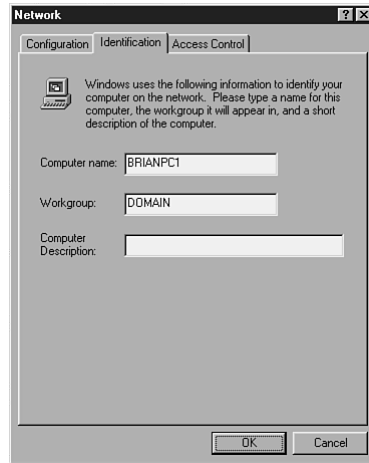 Network
Configuration Identification Access Control
Windows uses the following information to identify your
computer on the network. Please type a name for this
computer, the workgroup it will appear in, and a short
description of the computer.
Computer name: BRIANPC1
Workgroup: DOMAIN
Computer
Description:
OK Cancel